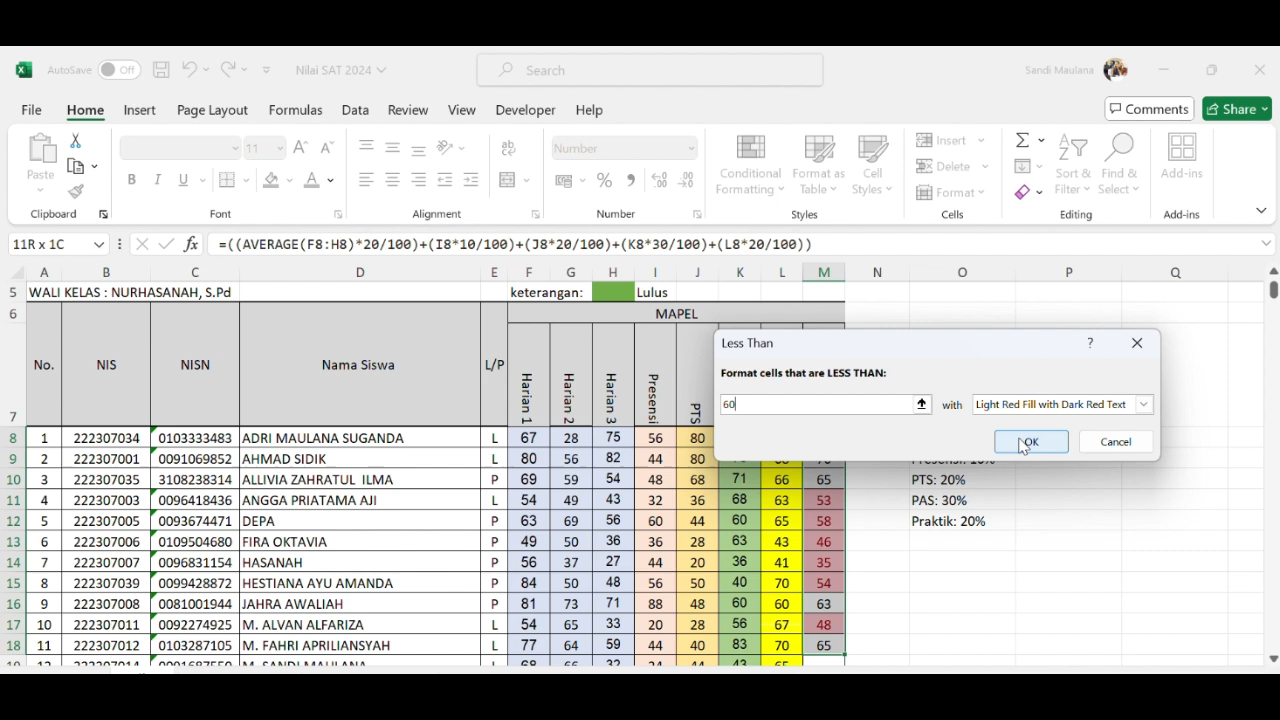 AutoSave Off Nilai SAT 2024 Search Sandi Maulana
File Home Insert Page Layout Formulas Data Review View Developer Help Comments Share
Paste 11 Number Conditional Formatting Format as Table Cell Styles Insert Delete Format Sort & Filter Find & Select Add-ins
Clipboard Font Alignment Number Styles Cells Editing Add-ins
11R x 1C fx =((AVERAGE(F8:H8)*20/100)+(I8*10/100)+(J8*20/100)+(K8*30/100)+(L8*20/100))
A B C D E F G H I J K L M N O P Q
5 WALI KELAS : NURHASANAH, S.Pd keterangan: Lulus
6 MAPEL
7 No. NIS NISN Nama Siswa L/P Harian 1 Harian 2 Harian 3 Presensi PTS
Less Than ?
Format cells that are LESS THAN:
60 with Light Red Fill with Dark Red Text
OK Cancel
8 1 222307034 0103333483 ADRI MAULANA SUGANDA L 67 28 75 56 80
9 2 222307001 0091069852 AHMAD SIDIK L 80 56 82 44 80 Presensi: 10%
10 3 222307035 3108238314 ALLIVIA ZAHRATUL ILMA P 69 59 54 48 68 71 66 65 PTS: 20%
11 4 222307003 0096418436 ANGGA PRIATAMA AJI L 54 49 43 32 36 68 63 53 PAS: 30%
12 5 222307005 0093674471 DEPA P 63 69 56 60 44 60 65 58 Praktik: 20%
13 6 222307006 0109504680 FIRA OKTAVIA P 49 50 36 36 28 63 43 46
14 7 222307007 0096831154 HASANAH P 56 37 27 44 20 36 41 35
15 8 222307039 0099428872 HESTIANA AYU AMANDA P 84 50 48 56 50 40 70 54
16 9 222307008 0081001944 JAHRA AWALIAH P 81 73 71 88 48 60 60 63
17 10 222307011 0092274925 M. ALVAN ALFARIZA L 54 65 33 20 28 56 67 48
18 11 222307012 0103287105 M. FAHRI APRILIANSYAH L 77 64 59 44 40 83 70 65